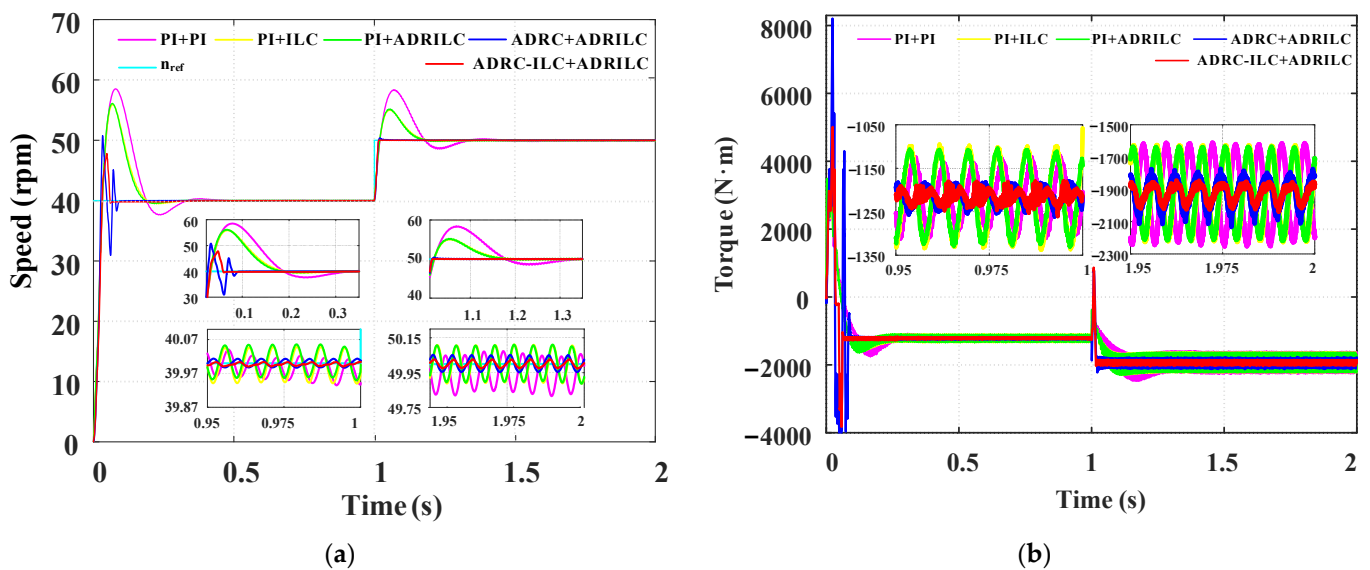 70
60
50
40
30
20
10
0
Speed (rpm)
PI+PI PI+ILC PI+ADRILC ADRC+ADRILC
n_ref ADRC-ILC+ADRILC
60
50
40
30
0.1 0.2 0.3
60
50
40
1.1 1.2 1.3
40.07
39.97
39.87
0.95 0.975 1
50.15
49.95
49.75
1.95 1.975 2
0 0.5 1 1.5 2
Time (s)
(a)
8000
6000
4000
2000
0
−2000
−4000
Torque (N·m)
PI+PI PI+ILC PI+ADRILC ADRC+ADRILC
ADRC-ILC+ADRILC
−1050
−1150
−1250
−1350
0.95 0.975 1
−1500
−1700
−1900
−2100
−2300
1.95 1.975 2
0 0.5 1 1.5 2
Time (s)
(b)